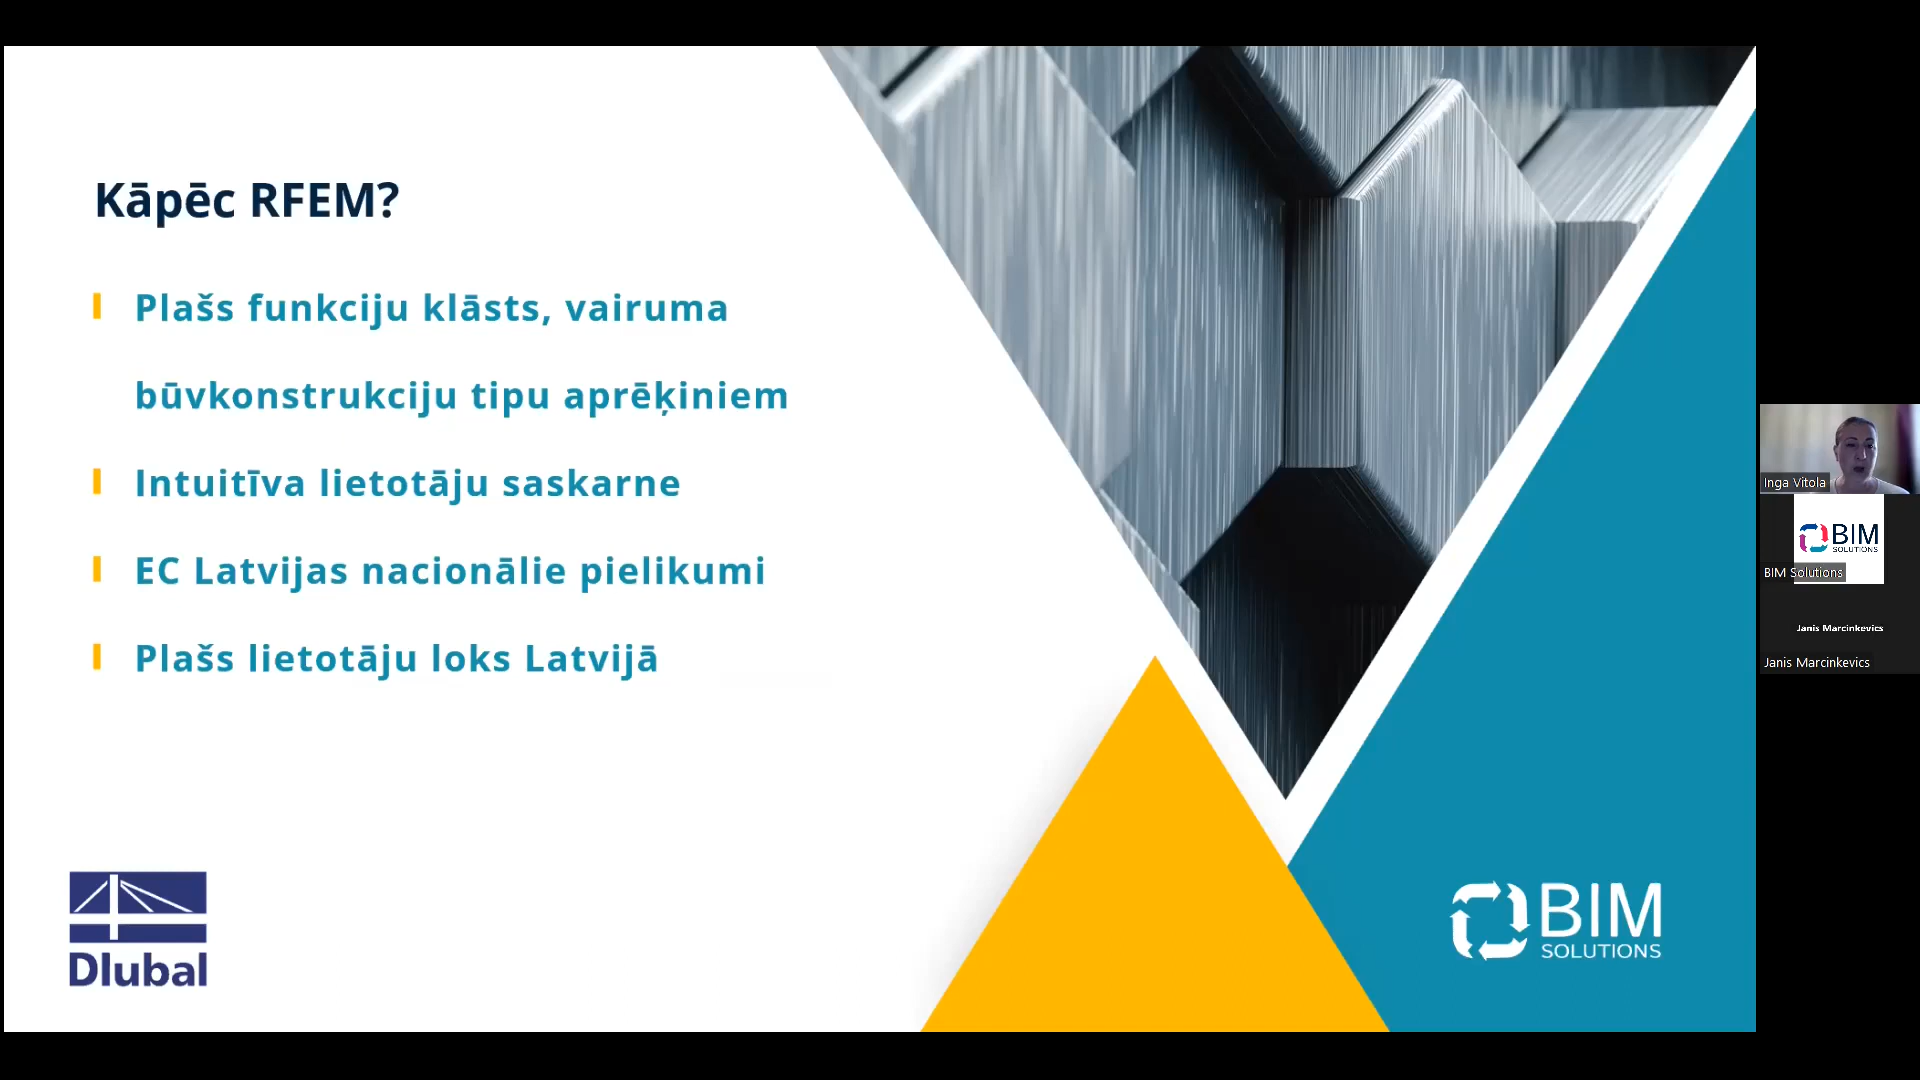 Kāpēc RFEM?
Plašs funkciju klāsts, vairuma
būvkonstrukciju tipu aprēķiniem
Intuitīva lietotāju saskarne
EC Latvijas nacionālie pielikumi
Plašs lietotāju loks Latvijā
Dlubal
BIM
SOLUTIONS
Inga Vitola
BIM
SOLUTIONS
BIM Solutions
Janis Marcinkevics
Janis Marcinkevics